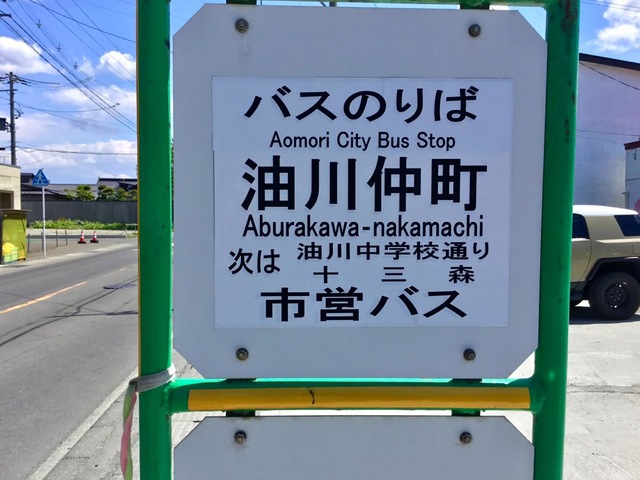 バスのりば
Aomori City Bus Stop
油川仲町
Aburakawa-nakamachi
次は 油川中学校通り
十三森
市営バス